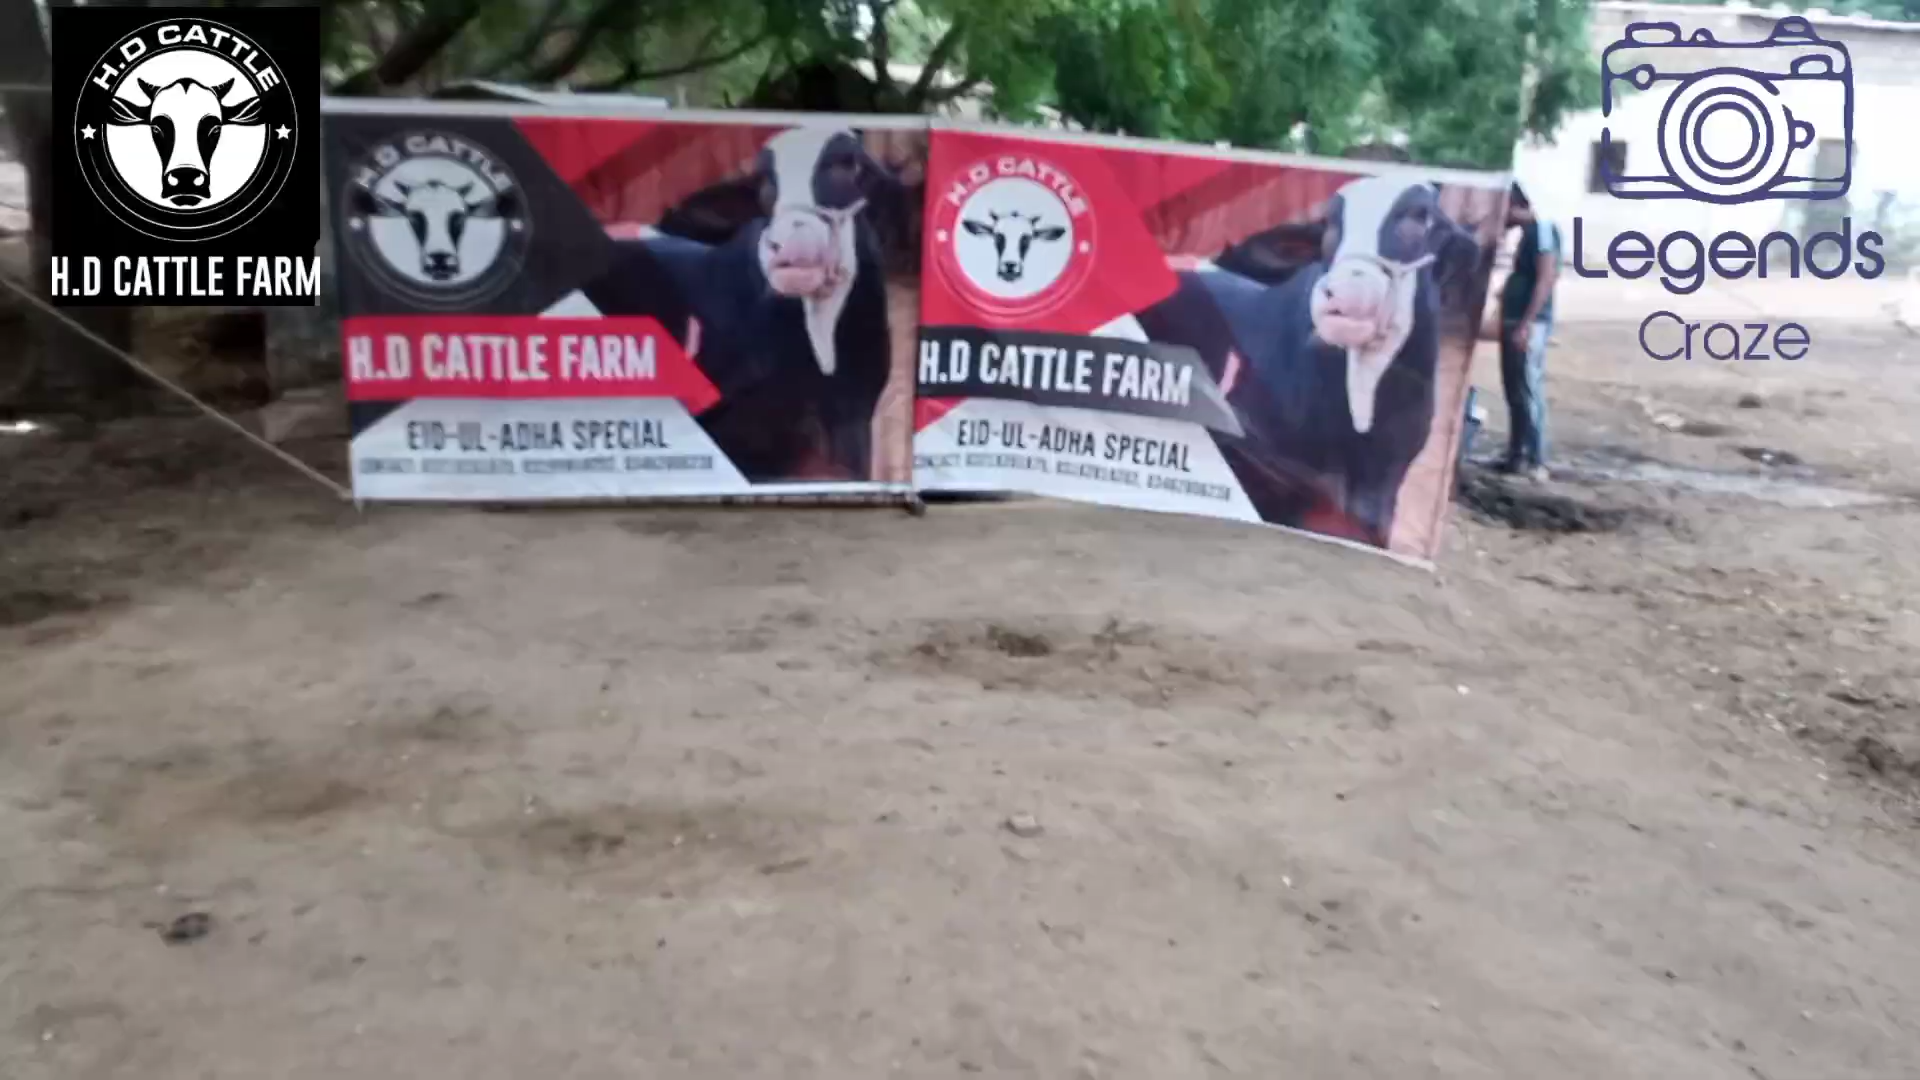 H.D CATTLE
H.D CATTLE FARM
H.D CATTLE
H.D CATTLE FARM
EID-UL-ADHA SPECIAL
H.D CATTLE
H.D CATTLE FARM
EID-UL-ADHA SPECIAL
Legends
Craze